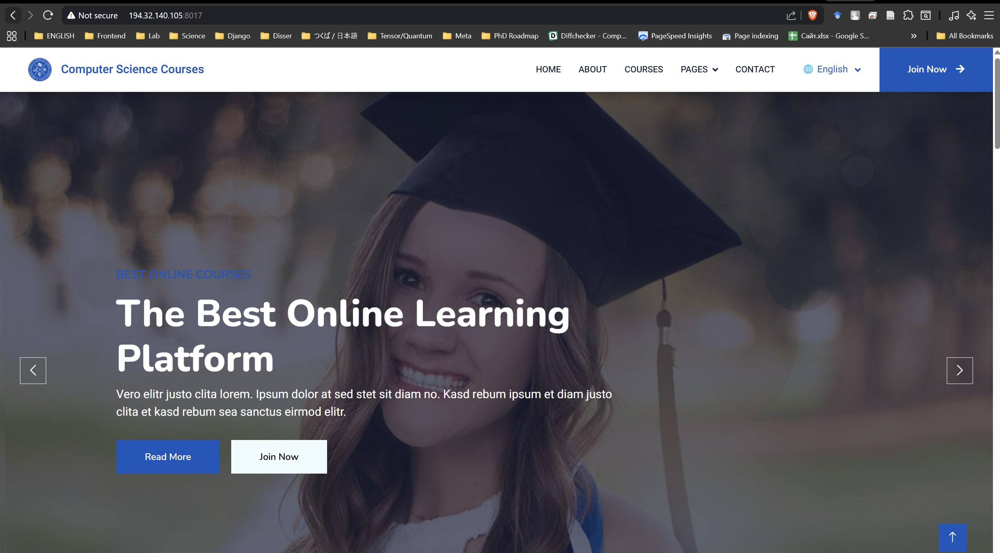 Not secure 194.32.140.105:8017
ENGLISH Frontend Lab Science Django Disser つくば / 日本語 Tensor/Quantum Meta PhD Roadmap Diffchecker - Comp... PageSpeed Insights Page indexing Сайт.xlsx - Google S... » All Bookmarks
Computer Science Courses HOME ABOUT COURSES PAGES CONTACT English Join Now
BEST ONLINE COURSES
The Best Online Learning
Platform
Vero elitr justo clita lorem. Ipsum dolor at sed stet sit diam no. Kasd rebum ipsum et diam justo
clita et kasd rebum sea sanctus eirmod elitr.
Read More Join Now